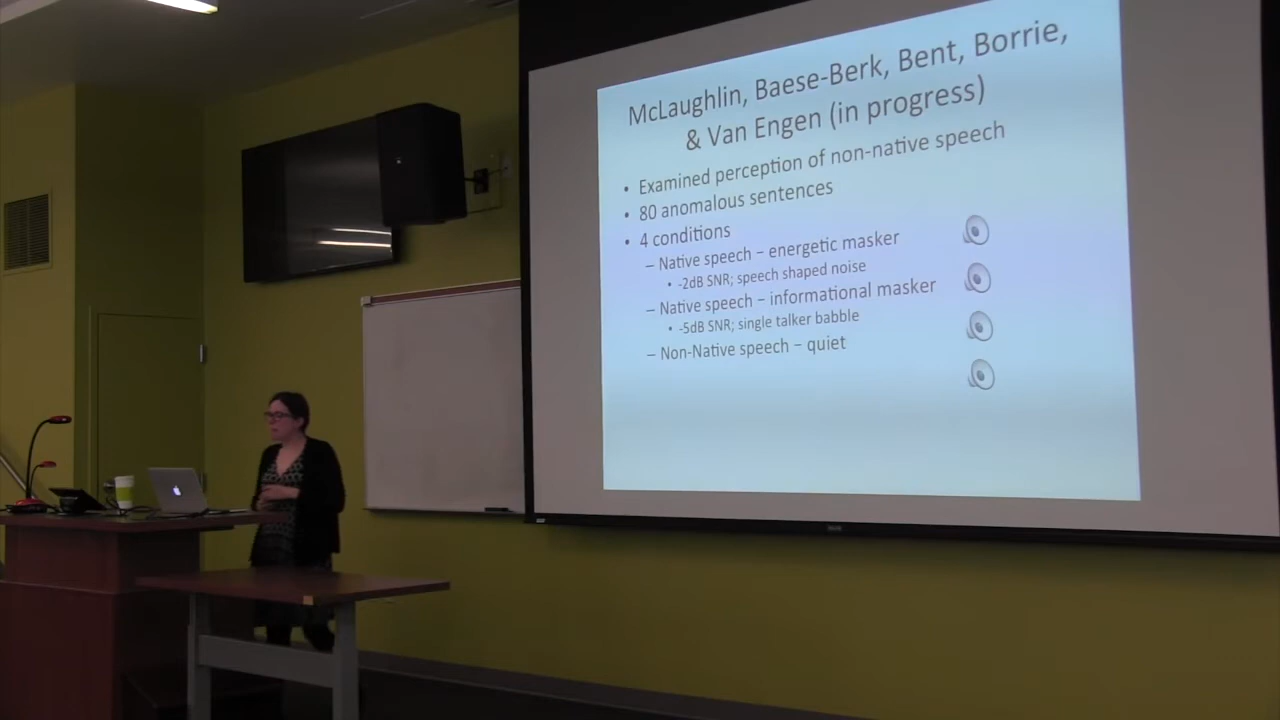 McLaughlin, Baese-Berk, Bent, Borrie,
& Van Engen (in progress)
• Examined perception of non-native speech
• 80 anomalous sentences
• 4 conditions
– Native speech – energetic masker
• -2dB SNR; speech shaped noise
– Native speech – informational masker
• -5dB SNR; single talker babble
– Non-Native speech – quiet